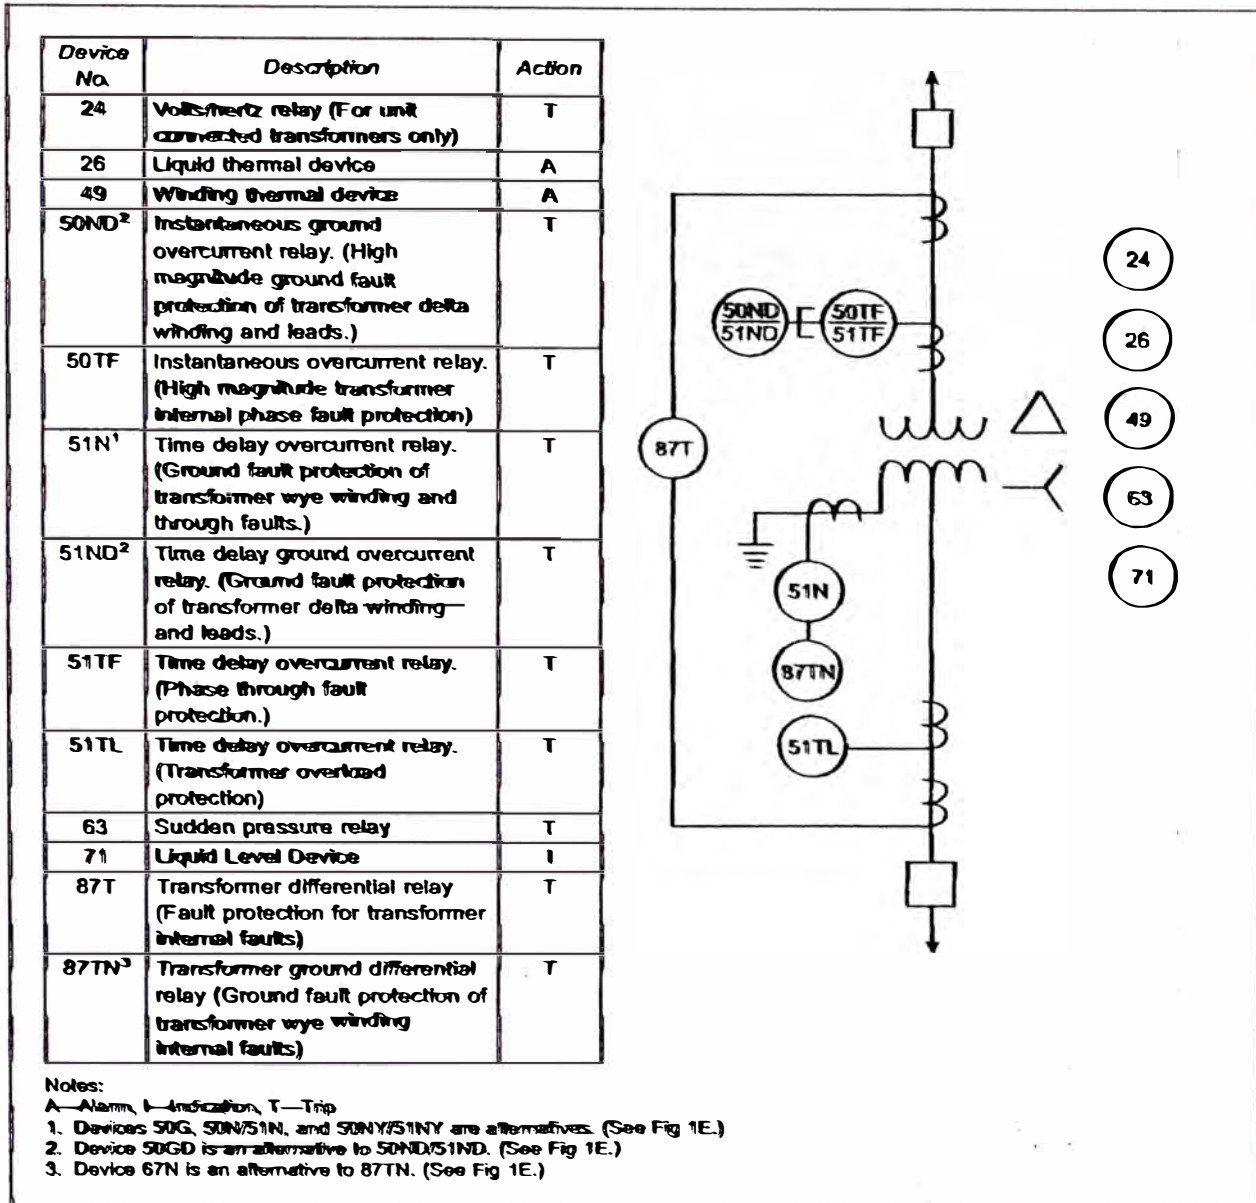 Device No. Description Action
24 Volts/hertz relay (For unit T
connected transformers only)
26 Liquid thermal device A
49 Winding thermal device A
50ND² Instantaneous ground T
overcurrent relay. (High
magnitude ground fault
protection of transformer delta
winding and leads.)
50TF Instantaneous overcurrent relay. T
(High magnitude transformer
internal phase fault protection)
51N¹ Time delay overcurrent relay. T
(Ground fault protection of
transformer wye winding and
through faults.)
51ND² Time delay ground overcurrent T
relay. (Ground fault protection
of transformer delta winding
and leads.)
51TF Time delay overcurrent relay. T
(Phase through fault
protection.)
51TL Time delay overcurrent relay. T
(Transformer overload
protection)
63 Sudden pressure relay T
71 Liquid Level Device I
87T Transformer differential relay T
(Fault protection for transformer
internal faults)
87TN³ Transformer ground differential T
relay (Ground fault protection of
transformer wye winding
internal faults)
Notes:
A—Alarm, I—Indication, T—Trip
1. Devices 50G, 50N/51N, and 50NY/51NY are alternatives. (See Fig 1E.)
2. Device 50GD is an alternative to 50ND/51ND. (See Fig 1E.)
3. Device 67N is an alternative to 87TN. (See Fig 1E.)
50ND
51ND
50TF
51TF
87T
51N
87TN
51TL
24
26
49
63
71